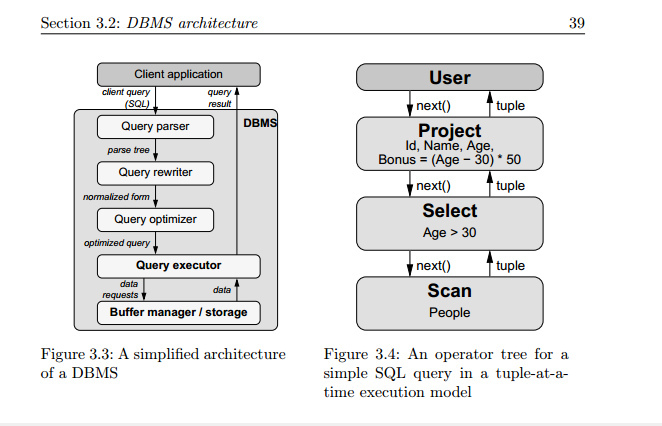 Section 3.2: DBMS architecture
39
Client application
client query
(SQL)
query
result
DBMS
Query parser
parse tree
Query rewriter
normalized form
Query optimizer
optimized query
Query executor
data
requests
data
Buffer manager / storage
Figure 3.3: A simplified architecture
of a DBMS
User
next()
tuple
Project
Id, Name, Age,
Bonus = (Age − 30) * 50
next()
tuple
Select
Age > 30
next()
tuple
Scan
People
Figure 3.4: An operator tree for a
simple SQL query in a tuple-at-a-
time execution model